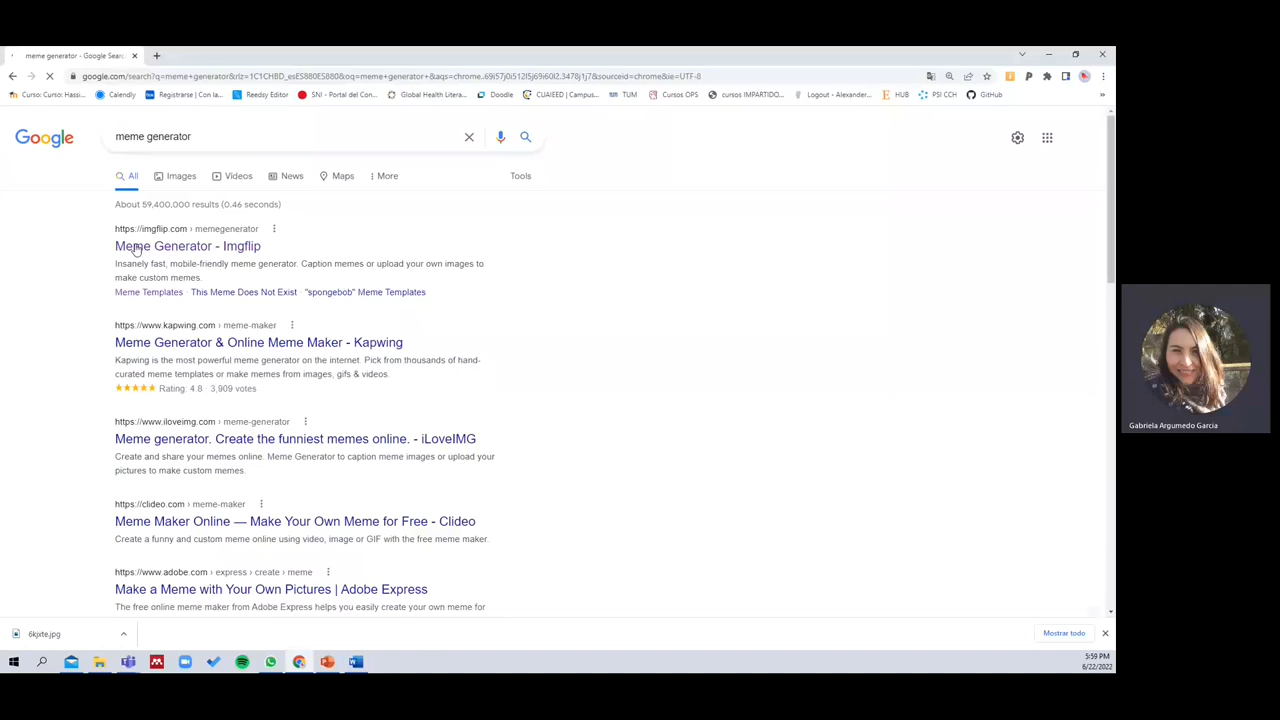 meme generator - Google Searc
google.com/search?q=meme+generator&rlz=1C1CHBD_esES880ES880&oq=meme+generator+&aqs=chrome..69i57j0i512l5j69i60l2.3478j1j7&sourceid=chrome&ie=UTF-8
Curso: Curso: Hassi... Calendly Registrarse | Con la... Reedsy Editor SNI - Portal del Con... Global Health Litera... Doodle CUAIEED | Campus... TUM Cursos OPS cursos IMPARTIDO... Logout - Alexander... HUB PSI CCH GitHub »
Google
meme generator
All Images Videos News Maps More Tools
About 59,400,000 results (0.46 seconds)
https://imgflip.com › memegenerator
Meme Generator - Imgflip
Insanely fast, mobile-friendly meme generator. Caption memes or upload your own images to
make custom memes.
Meme Templates · This Meme Does Not Exist · "spongebob" Meme Templates
https://www.kapwing.com › meme-maker
Meme Generator & Online Meme Maker - Kapwing
Kapwing is the most powerful meme generator on the internet. Pick from thousands of hand-
curated meme templates or make memes from images, gifs & videos.
Rating: 4.8 · 3,909 votes
https://www.iloveimg.com › meme-generator
Meme generator. Create the funniest memes online. - iLoveIMG
Create and share your memes online. Meme Generator to caption meme images or upload your
pictures to make custom memes.
https://clideo.com › meme-maker
Meme Maker Online — Make Your Own Meme for Free - Clideo
Create a funny and custom meme online using video, image or GIF with the free meme maker.
https://www.adobe.com › express › create › meme
Make a Meme with Your Own Pictures | Adobe Express
The free online meme maker from Adobe Express helps you easily create your own meme for
Gabriela Argumedo Garcia
6kjxte.jpg
Mostrar todo
5:59 PM
6/22/2022